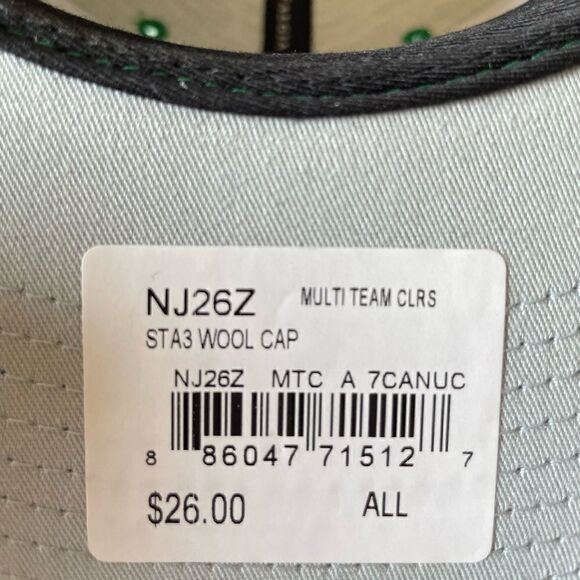 NJ26Z MULTI TEAM CLRS
STA3 WOOL CAP
NJ26Z MTC A 7CANUC
8 86047 71512 7
$26.00 ALL